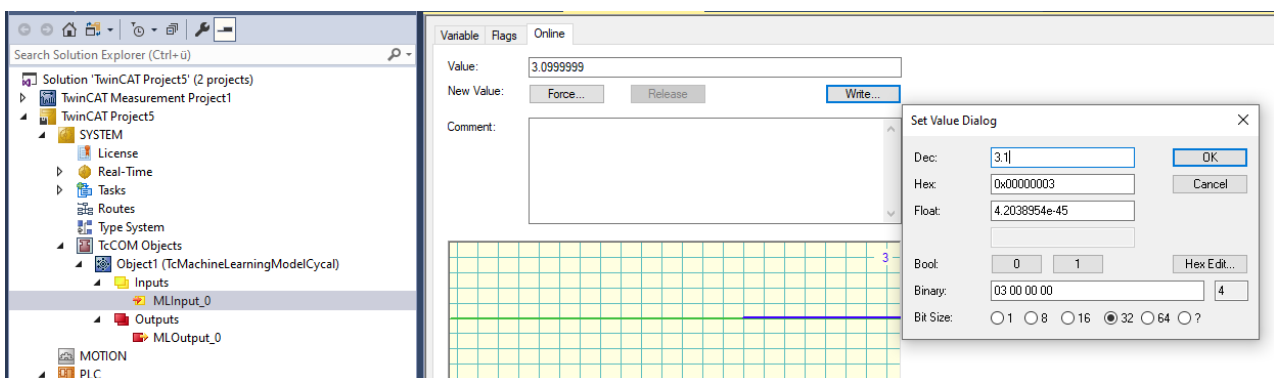 Search Solution Explorer (Ctrl+ü)
Solution 'TwinCAT Project5' (2 projects)
TwinCAT Measurement Project1
TwinCAT Project5
SYSTEM
License
Real-Time
Tasks
Routes
Type System
TcCOM Objects
Object1 (TcMachineLearningModelCycal)
Inputs
MLInput_0
Outputs
MLOutput_0
MOTION
PLC
Variable Flags Online
Value: 3.0999999
New Value: Force... Release Write...
Comment:
3
Set Value Dialog
Dec: 3.1 OK
Hex: 0x00000003 Cancel
Float: 4.2038954e-45
Bool: 0 1 Hex Edit...
Binary: 03 00 00 00 4
Bit Size: 1 8 16 32 64 ?